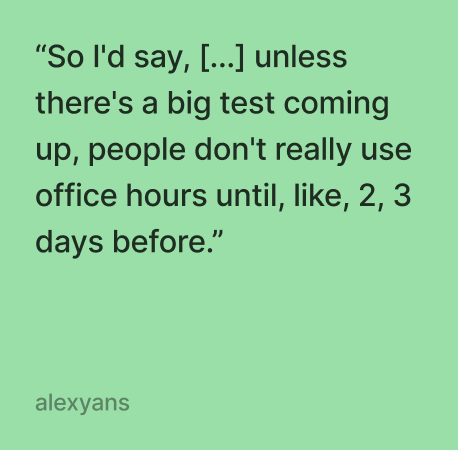 “So I'd say, [...] unless
there's a big test coming
up, people don't really use
office hours until, like, 2, 3
days before.”
alexyans